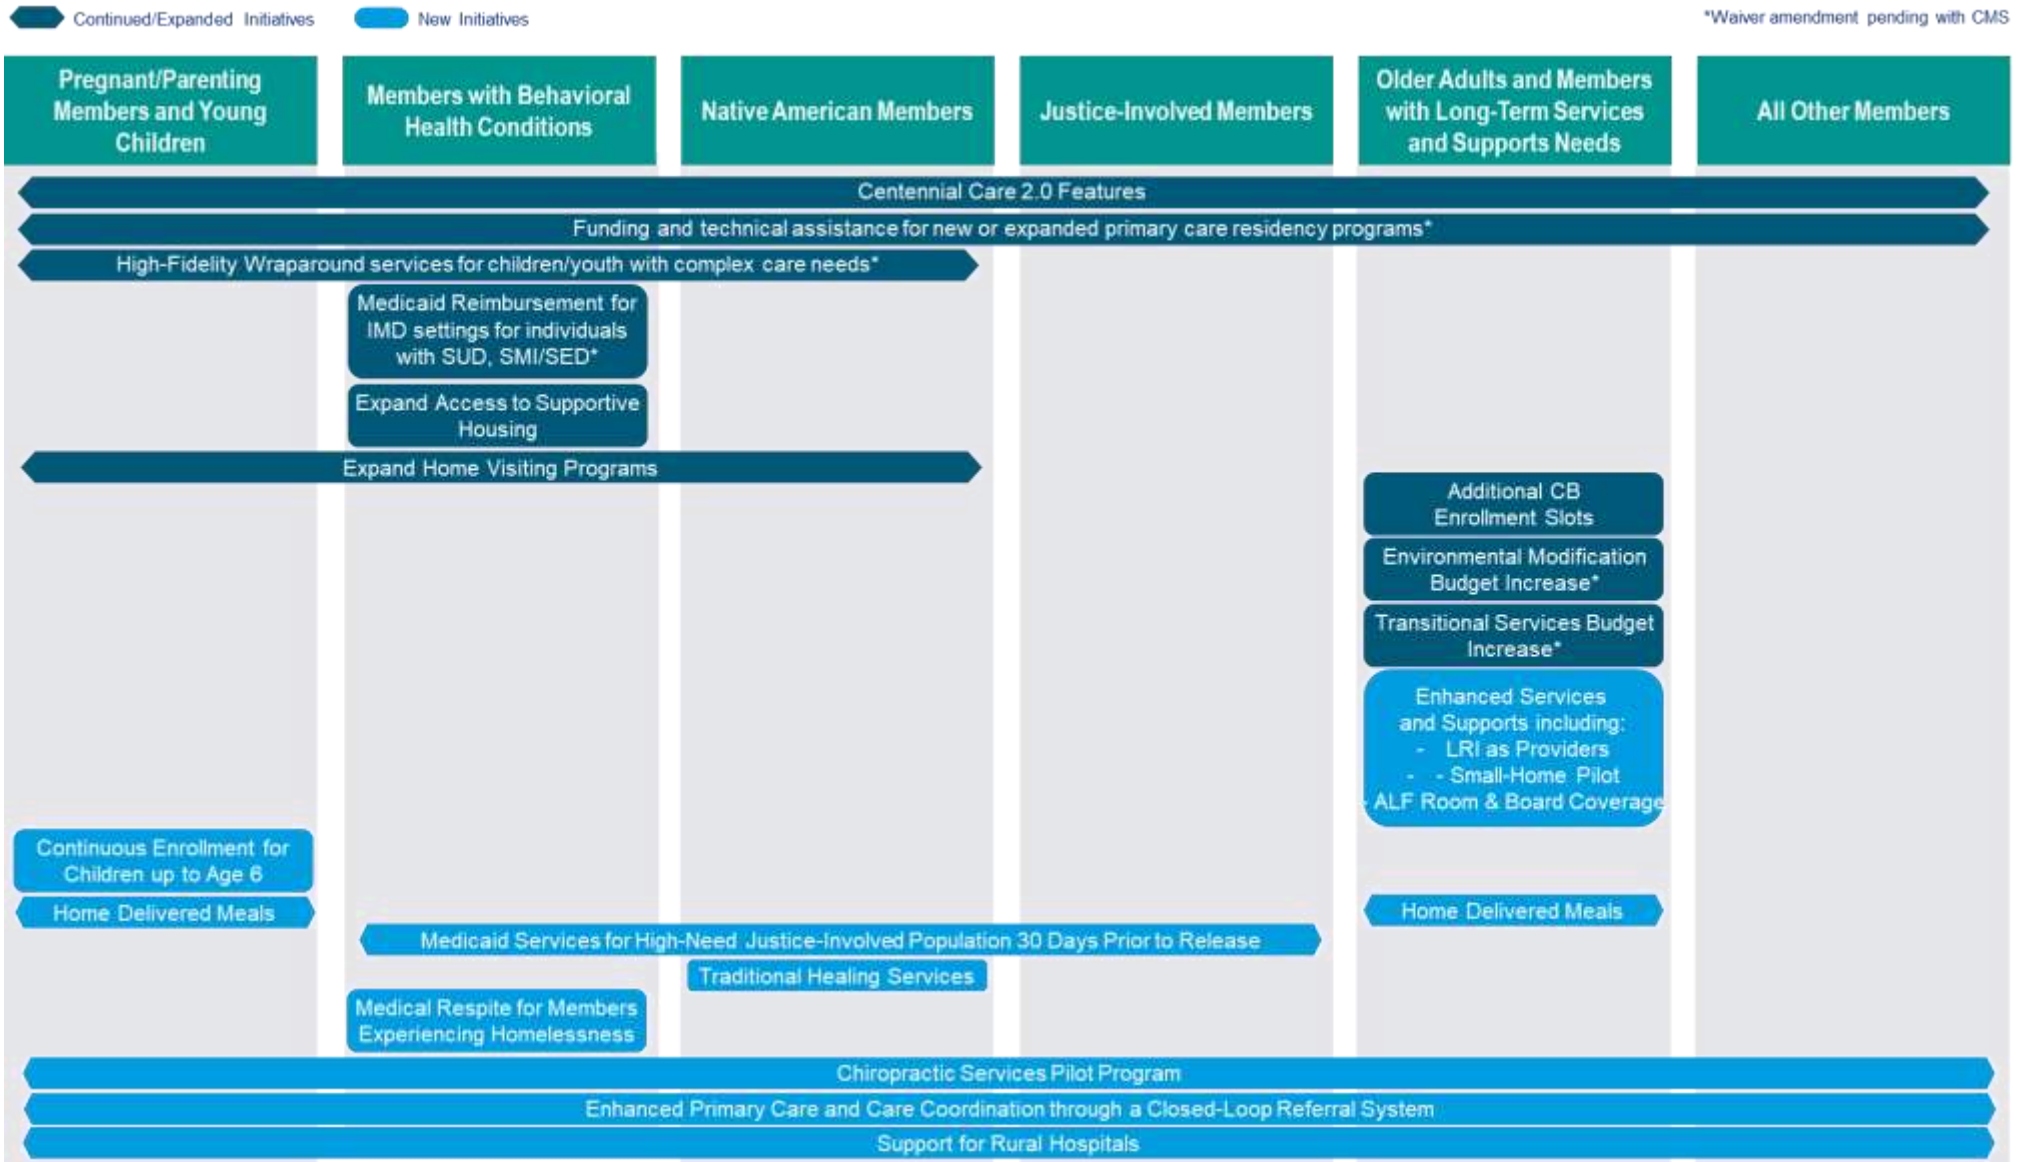 Continued/Expanded Initiatives
New Initiatives
*Waiver amendment pending with CMS
Pregnant/Parenting
Members and Young
Children
Members with Behavioral
Health Conditions
Native American Members
Justice-Involved Members
Older Adults and Members
with Long-Term Services
and Supports Needs
All Other Members
Centennial Care 2.0 Features
Funding and technical assistance for new or expanded primary care residency programs*
High-Fidelity Wraparound services for children/youth with complex care needs*
Medicaid Reimbursement for
IMD settings for individuals
with SUD, SMI/SED*
Expand Access to Supportive
Housing
Expand Home Visiting Programs
Additional CB
Enrollment Slots
Environmental Modification
Budget Increase*
Transitional Services Budget
Increase*
Enhanced Services
and Supports including:
- LRI as Providers
- - Small-Home Pilot
- ALF Room & Board Coverage
Continuous Enrollment for
Children up to Age 6
Home Delivered Meals
Home Delivered Meals
Medicaid Services for High-Need Justice-Involved Population 30 Days Prior to Release
Traditional Healing Services
Medical Respite for Members
Experiencing Homelessness
Chiropractic Services Pilot Program
Enhanced Primary Care and Care Coordination through a Closed-Loop Referral System
Support for Rural Hospitals